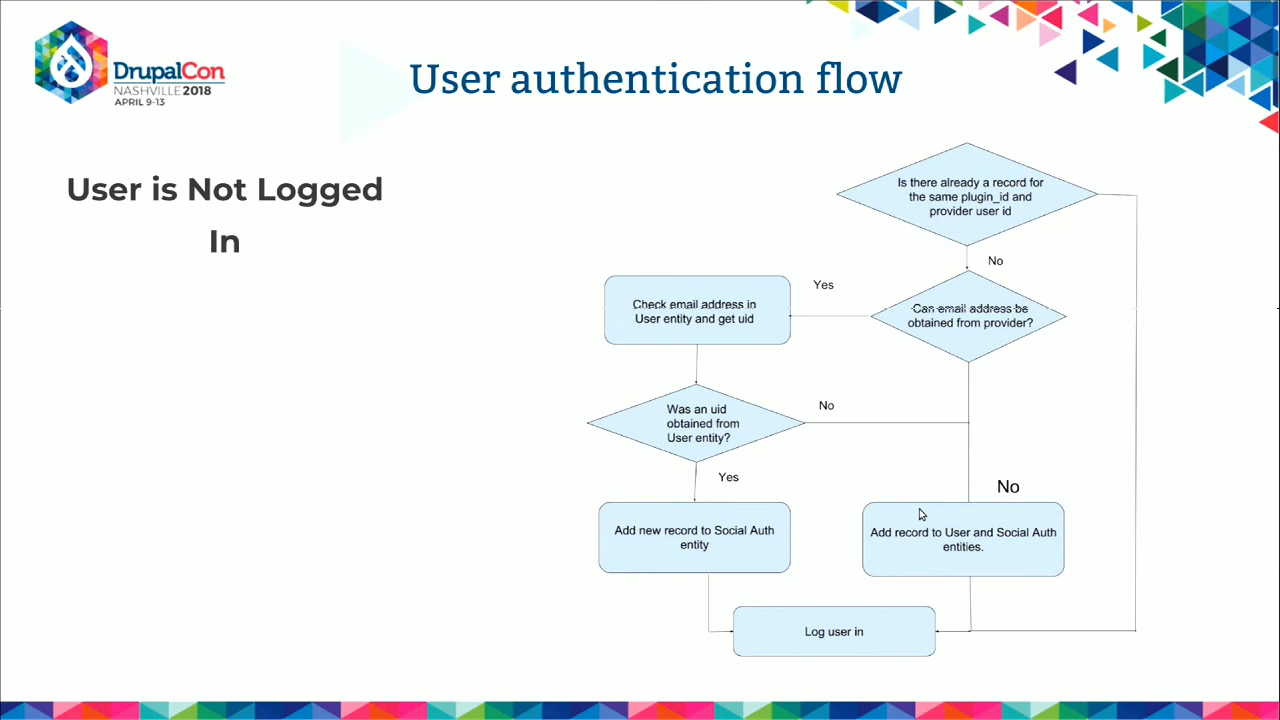 DrupalCon
NASHVILLE 2018
APRIL 9-13
User authentication flow
User is Not Logged
In
Is there already a record for
the same plugin_id and
provider user id
No
Yes
Check email address in
User entity and get uid
Can email address be
obtained from provider?
Was an uid
obtained from
User entity?
No
Yes
No
Add new record to Social Auth
entity
Add record to User and Social Auth
entities.
Log user in